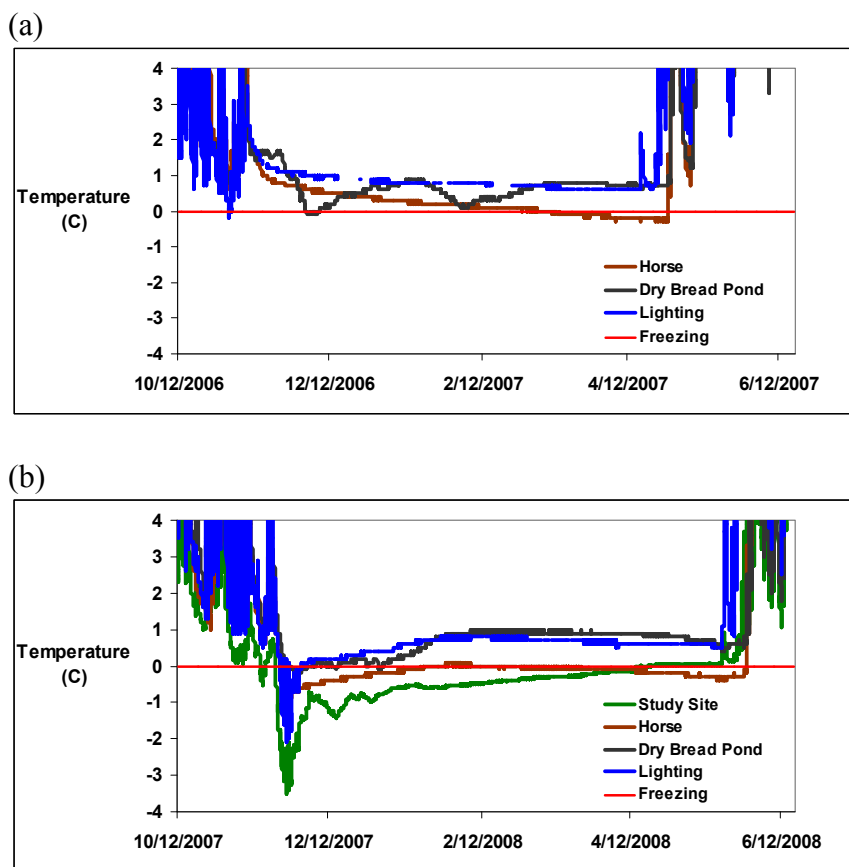 (a)
4
3
2
1
0
-1
-2
-3
-4
Temperature
(C)
Horse
Dry Bread Pond
Lighting
Freezing
10/12/2006 12/12/2006 2/12/2007 4/12/2007 6/12/2007
(b)
4
3
2
1
0
-1
-2
-3
-4
Temperature
(C)
Study Site
Horse
Dry Bread Pond
Lighting
Freezing
10/12/2007 12/12/2007 2/12/2008 4/12/2008 6/12/2008